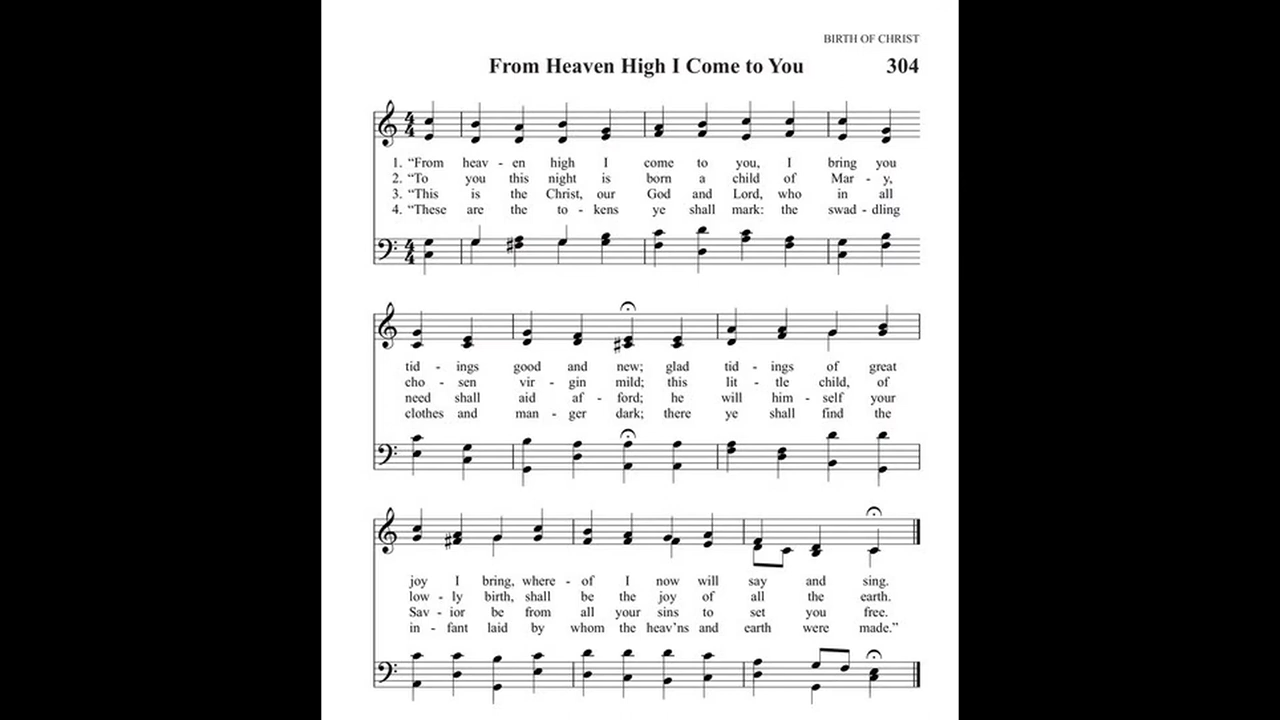 BIRTH OF CHRIST
From Heaven High I Come to You 304
1. “From heav - en high I come to you, I bring you
2. “To you this night is born a child of Mar - y,
3. “This is the Christ, our God and Lord, who in all
4. “These are the to - kens ye shall mark: the swad - dling
tid - ings good and new; glad tid - ings of great
cho - sen vir - gin mild; this lit - tle child, of
need shall aid af - ford; he will him - self your
clothes and man - ger dark; there ye shall find the
joy I bring, where - of I now will say and sing.
low - ly birth, shall be the joy of all the earth.
Sav - ior be from all your sins to set you free.
in - fant laid by whom the heav’ns and earth were made.”